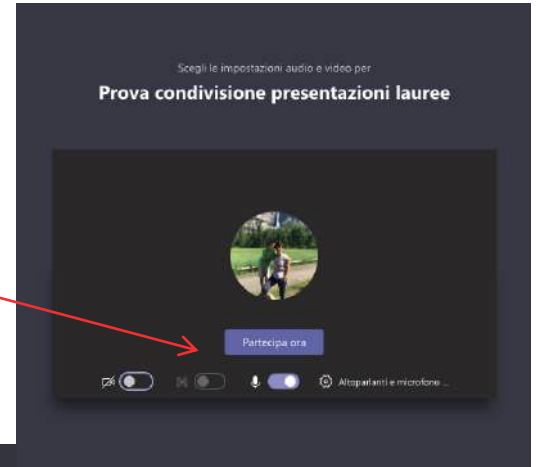 Scegli le impostazioni audio e video per
Prova condivisione presentazioni lauree
Partecipa ora
Altoparlanti e microfono ...